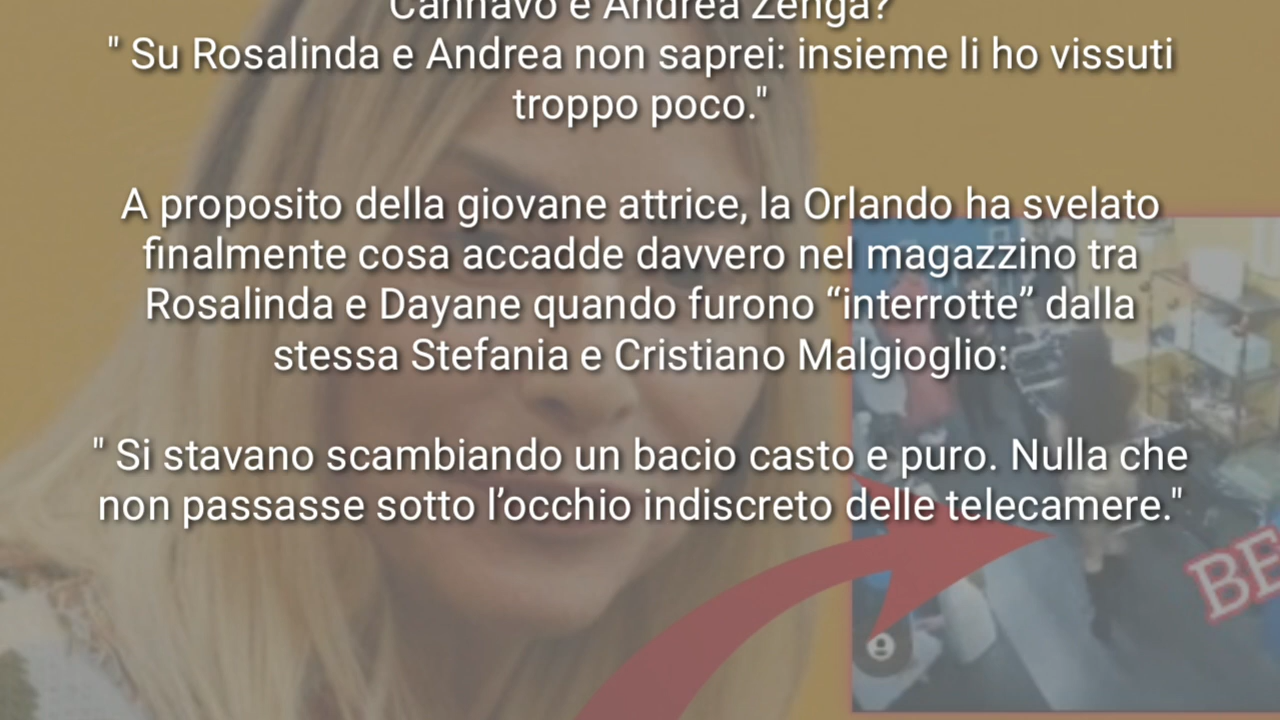 Cannavò e Andrea Zenga?
" Su Rosalinda e Andrea non saprei: insieme li ho vissuti
troppo poco."
A proposito della giovane attrice, la Orlando ha svelato
finalmente cosa accadde davvero nel magazzino tra
Rosalinda e Dayane quando furono “interrotte” dalla
stessa Stefania e Cristiano Malgioglio:
" Si stavano scambiando un bacio casto e puro. Nulla che
non passasse sotto l’occhio indiscreto delle telecamere."
BE